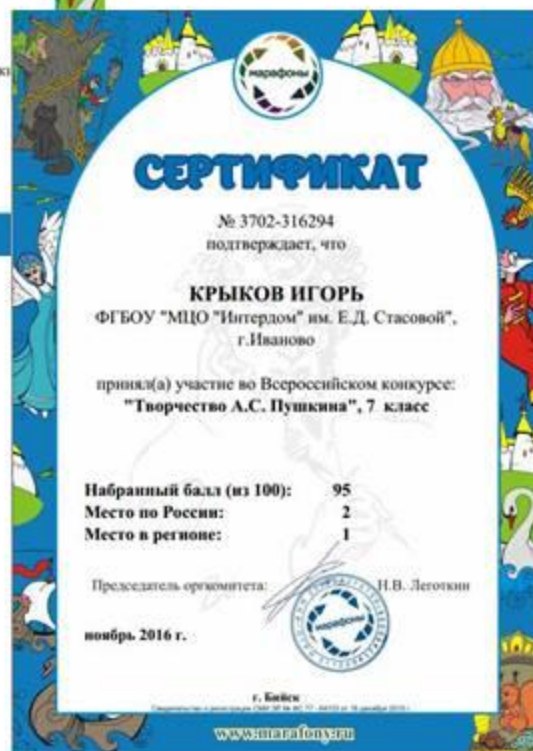 марафоны
СЕРТИФИКАТ
№ 3702-316294
подтверждает, что
КРЫКОВ ИГОРЬ
ФГБОУ "МЦО "Интердом" им. Е.Д. Стасовой",
г.Иваново
принял(а) участие во Всероссийском конкурсе:
"Творчество А.С. Пушкина", 7 класс
Набранный балл (из 100): 95
Место по России: 2
Место в регионе: 1
Председатель оргкомитета: Н.В. Леготкин
марафоны
ноябрь 2016 г.
г. Бийск
www.marafony.ru